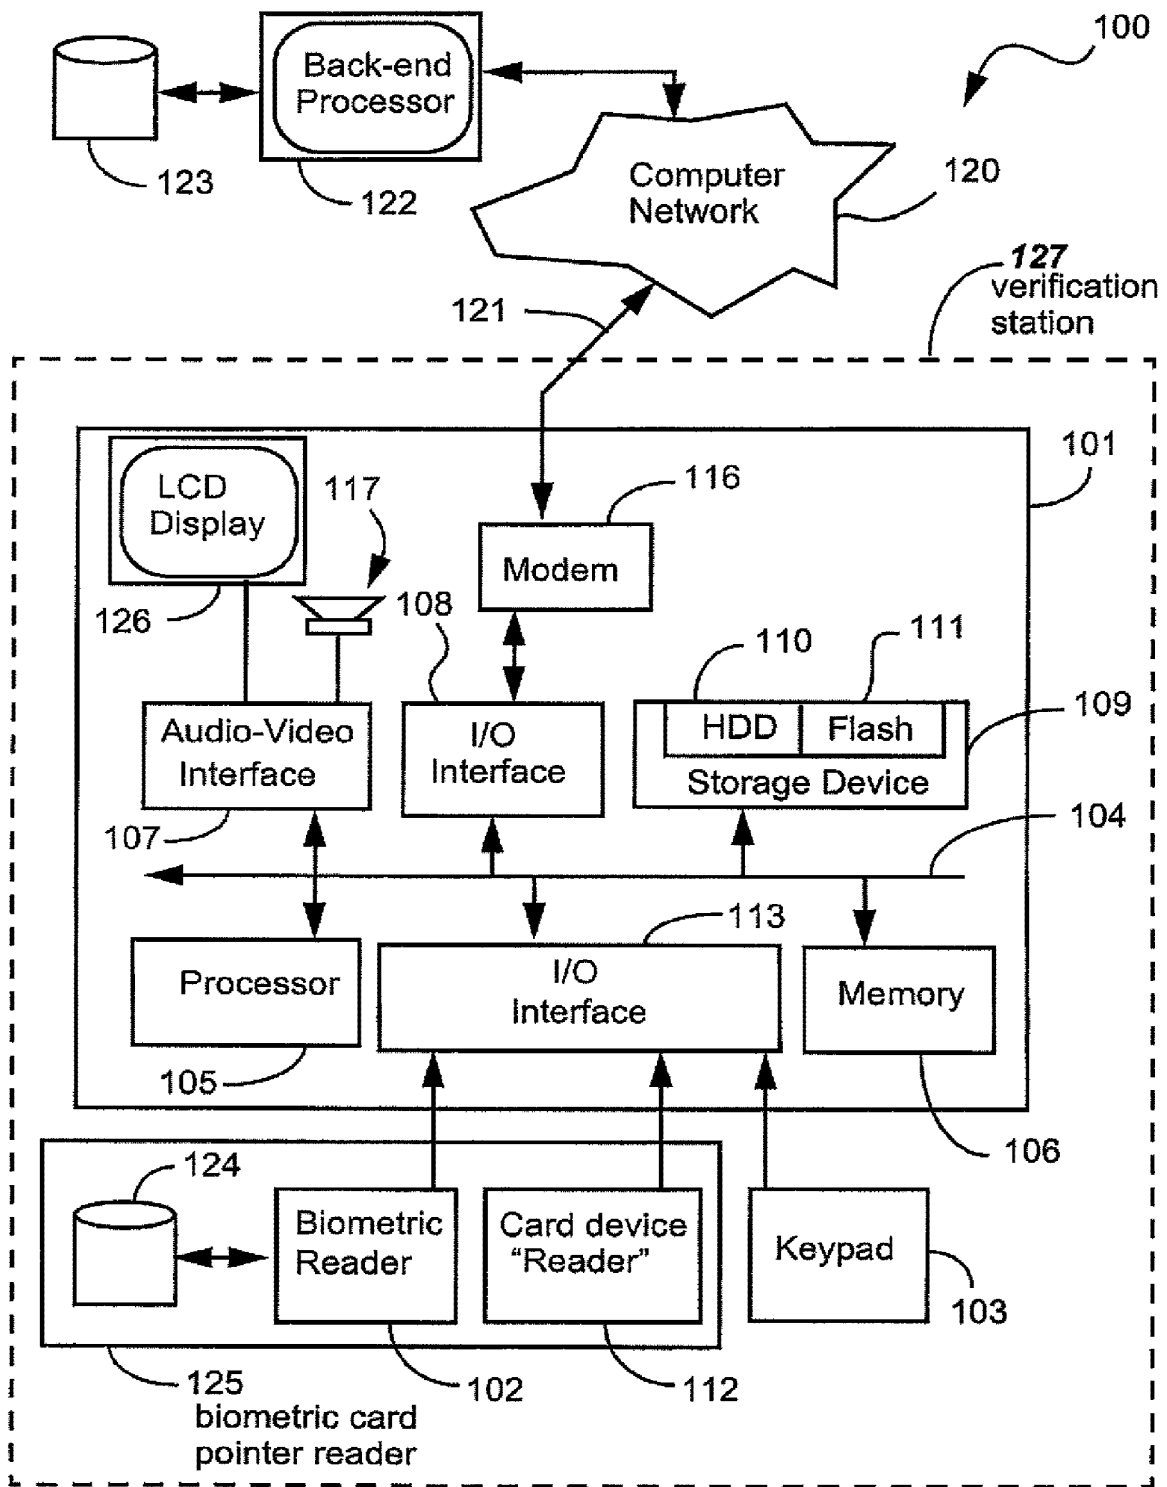 100
Back-end
Processor
123
122
Computer
Network
120
121
127
verification
station
101
LCD
Display
117
116
Modem
126
108
110
111
109
Audio-Video
Interface
I/O
Interface
HDD
Flash
Storage Device
107
104
113
Processor
I/O
Interface
Memory
105
106
124
Biometric
Reader
Card device
“Reader”
Keypad
103
125
102
112
biometric card
pointer reader